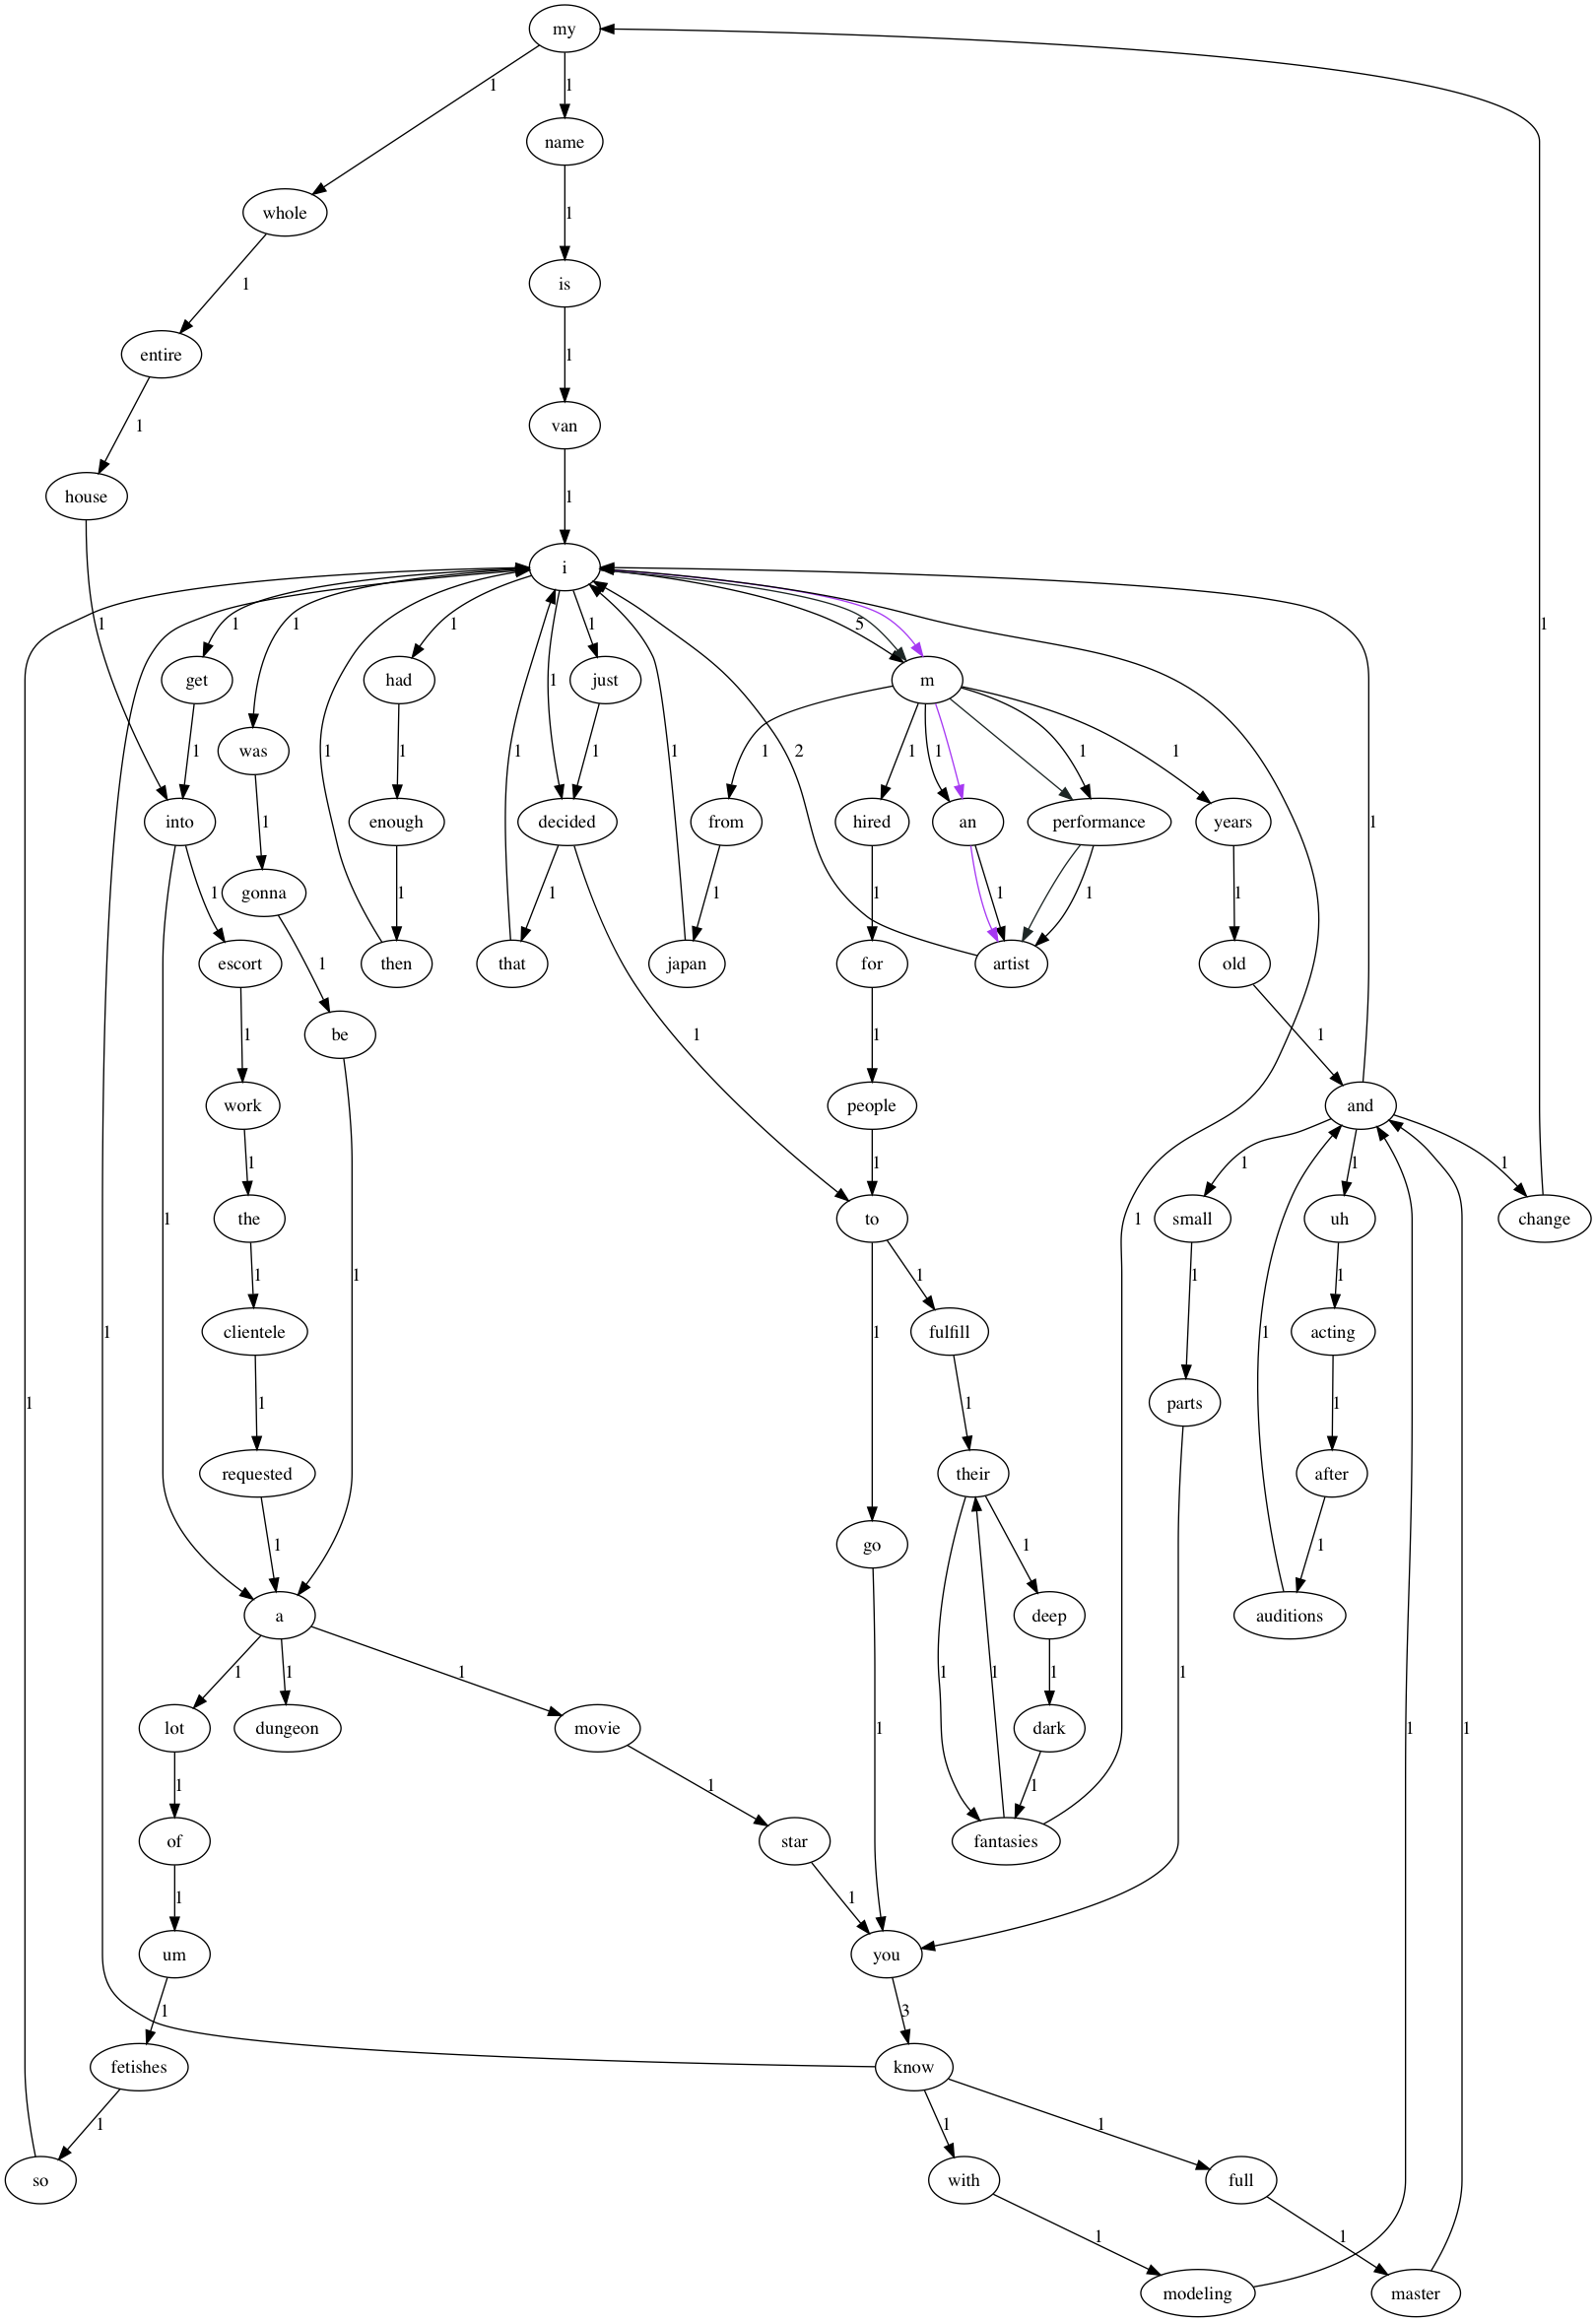 my
1 1
name
whole
1
is
1
entire
1
van
1
house
1
i
1 1 1 1 1 5 1 1
get had just m
was
1 1 1 1 1 2 1 1 1 1 1
into enough decided from hired an performance years
1 1
gonna
1 1 1 1 1 1 1
escort then that japan for artist old
1
be
1 1 1 1 1
work people and
1 1 1 1 1
the to small uh change
1 1 1 1 1
1 1 1 1
clientele fulfill acting
1 1 1 1
1 1
parts
requested their after
1 1 1
go
a deep auditions
1 1 1 1
lot dungeon movie dark
1 1 1 1 1 1 1
of star fantasies
1 1
um you
1 3
fetishes know
1 1 1
so with full
1 1
modeling master